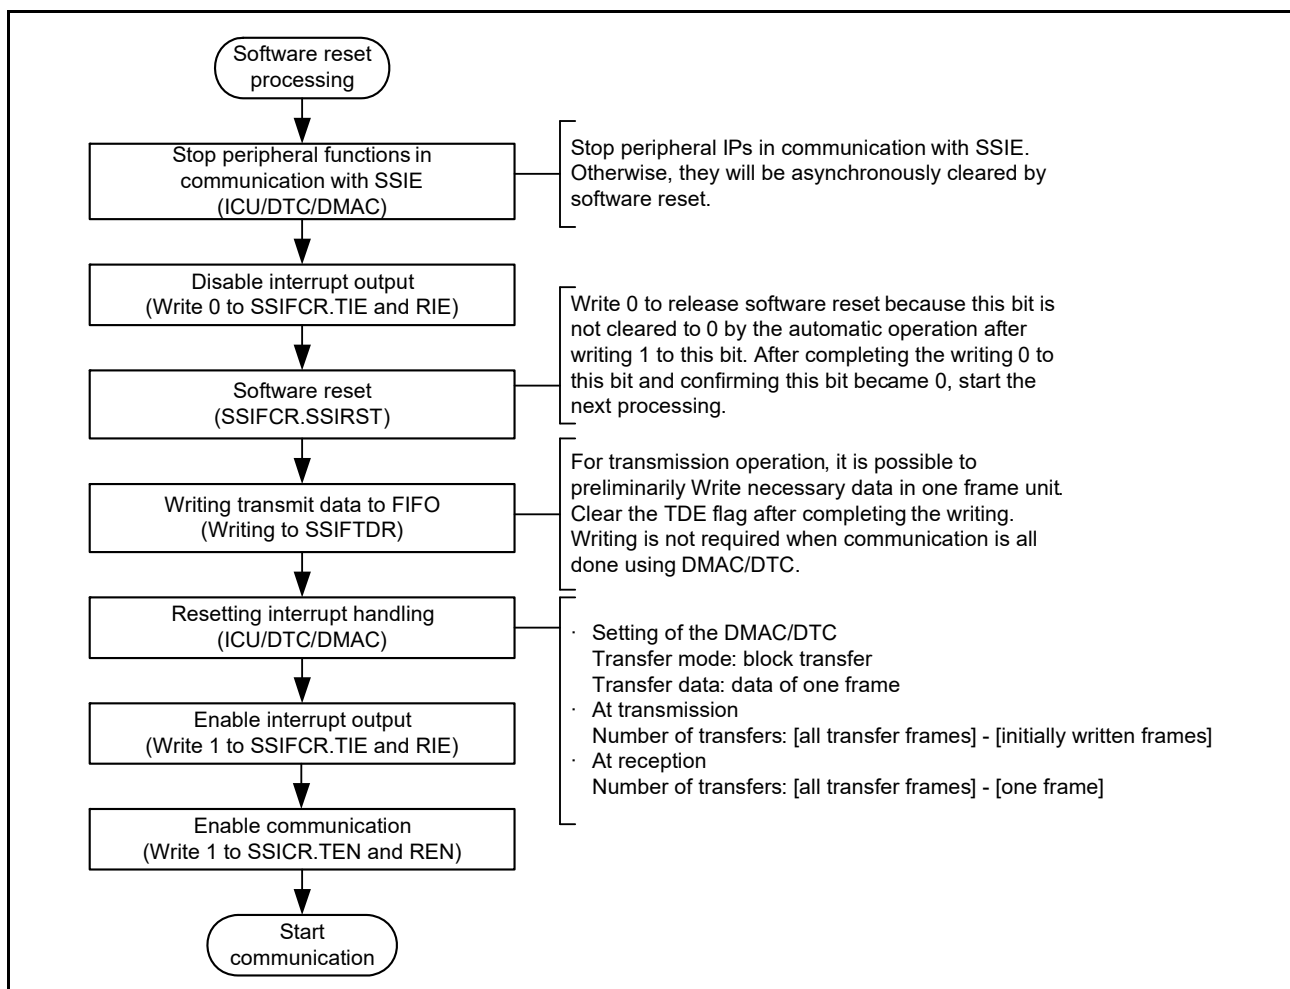 Software reset
processing
Stop peripheral functions in
communication with SSIE
(ICU/DTC/DMAC)
Stop peripheral IPs in communication with SSIE.
Otherwise, they will be asynchronously cleared by
software reset.
Disable interrupt output
(Write 0 to SSIFCR.TIE and RIE)
Software reset
(SSIFCR.SSIRST)
Write 0 to release software reset because this bit is
not cleared to 0 by the automatic operation after
writing 1 to this bit. After completing the writing 0 to
this bit and confirming this bit became 0, start the
next processing.
Writing transmit data to FIFO
(Writing to SSIFTDR)
For transmission operation, it is possible to
preliminarily Write necessary data in one frame unit.
Clear the TDE flag after completing the writing.
Writing is not required when communication is all
done using DMAC/DTC.
Resetting interrupt handling
(ICU/DTC/DMAC)
· Setting of the DMAC/DTC
Transfer mode: block transfer
Transfer data: data of one frame
· At transmission
Number of transfers: [all transfer frames] - [initially written frames]
· At reception
Number of transfers: [all transfer frames] - [one frame]
Enable interrupt output
(Write 1 to SSIFCR.TIE and RIE)
Enable communication
(Write 1 to SSICR.TEN and REN)
Start
communication